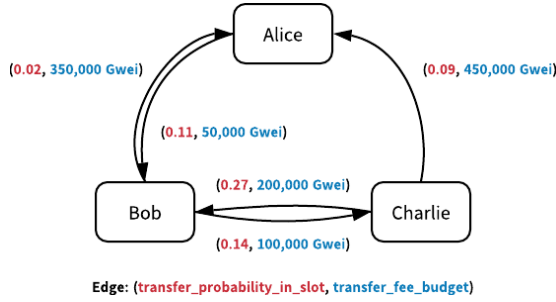 Alice
(0.02, 350,000 Gwei)
(0.09, 450,000 Gwei)
(0.11, 50,000 Gwei)
(0.27, 200,000 Gwei)
Bob
Charlie
(0.14, 100,000 Gwei)
Edge: (transfer_probability_in_slot, transfer_fee_budget)